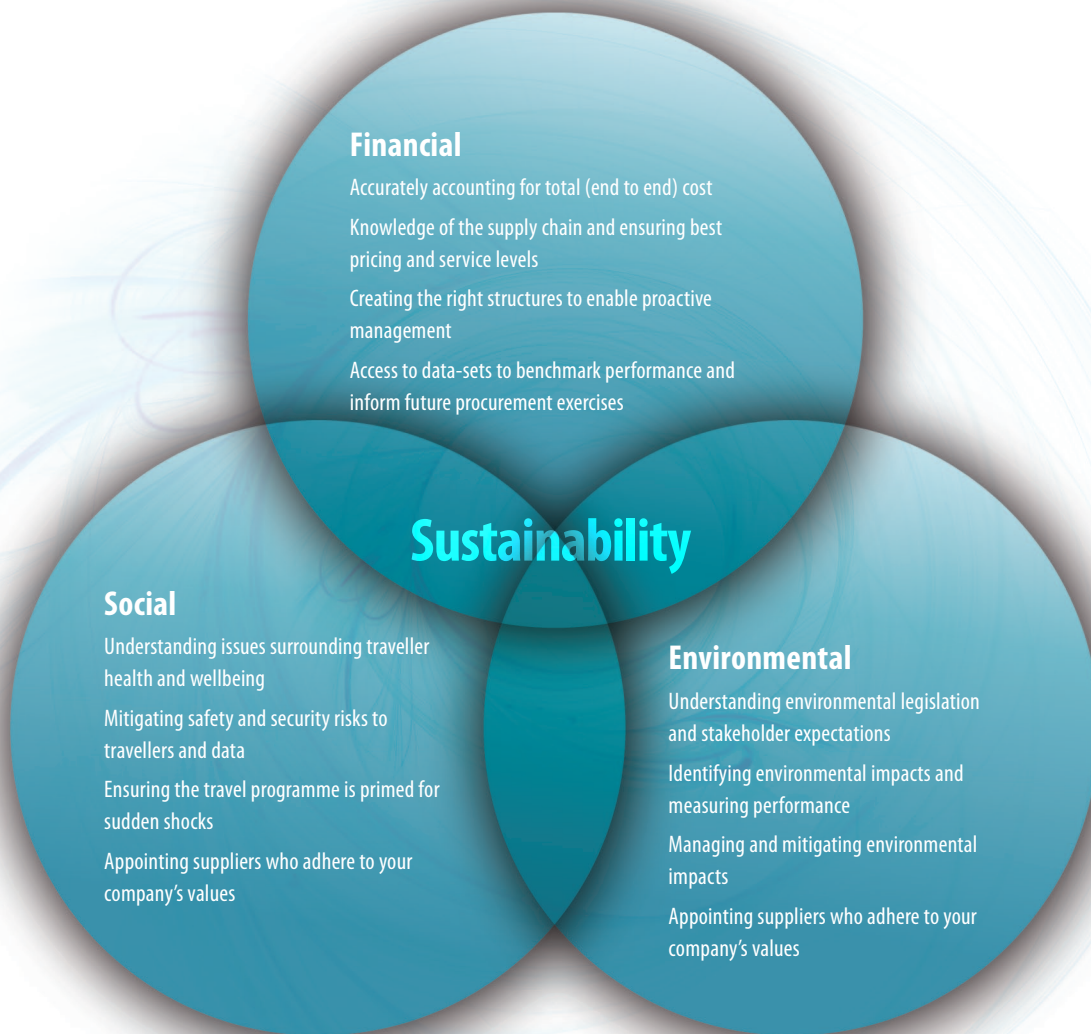 Financial
Accurately accounting for total (end to end) cost
Knowledge of the supply chain and ensuring best
pricing and service levels
Creating the right structures to enable proactive
management
Access to data-sets to benchmark performance and
inform future procurement exercises
Sustainability
Social
Understanding issues surrounding traveller
health and wellbeing
Mitigating safety and security risks to
travellers and data
Ensuring the travel programme is primed for
sudden shocks
Appointing suppliers who adhere to your
company’s values
Environmental
Understanding environmental legislation
and stakeholder expectations
Identifying environmental impacts and
measuring performance
Managing and mitigating environmental
impacts
Appointing suppliers who adhere to your
company’s values